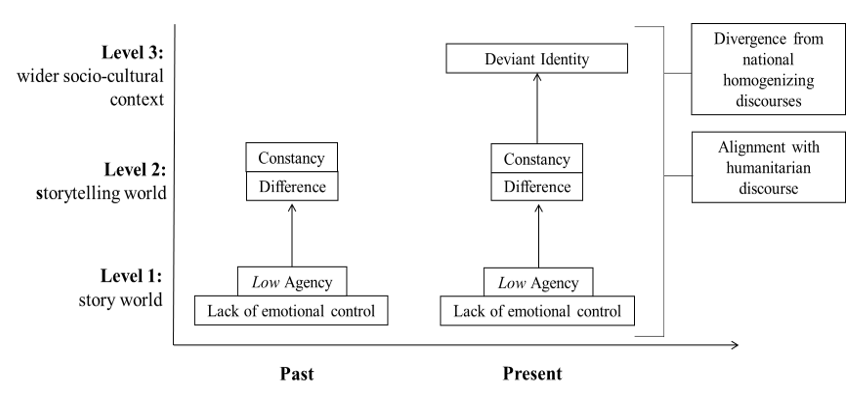 Level 3:
wider socio-cultural
context
Deviant Identity
Divergence from
national
homogenizing
discourses
Level 2:
storytelling world
Constancy
Difference
Constancy
Difference
Alignment with
humanitarian
discourse
Level 1:
story world
Low Agency
Lack of emotional control
Low Agency
Lack of emotional control
Past
Present